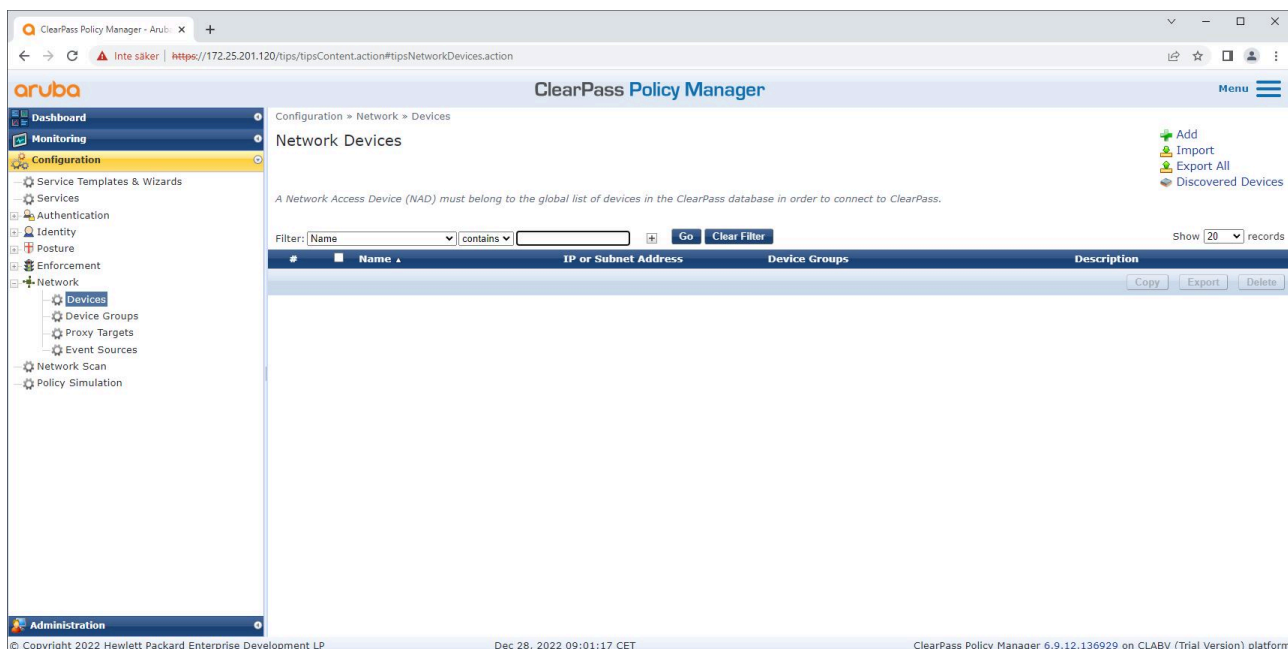 ClearPass Policy Manager - Arub
Inte säker | https://172.25.201.120/tips/tipsContent.action#tipsNetworkDevices.action
aruba
ClearPass Policy Manager
Menu
Dashboard
Monitoring
Configuration
Service Templates & Wizards
Services
Authentication
Identity
Posture
Enforcement
Network
Devices
Device Groups
Proxy Targets
Event Sources
Network Scan
Policy Simulation
Administration
Configuration » Network » Devices
Network Devices
Add
Import
Export All
Discovered Devices
A Network Access Device (NAD) must belong to the global list of devices in the ClearPass database in order to connect to ClearPass.
Filter: Name contains Go Clear Filter Show 20 records
# Name IP or Subnet Address Device Groups Description
Copy Export Delete
© Copyright 2022 Hewlett Packard Enterprise Development LP Dec 28, 2022 09:01:17 CET ClearPass Policy Manager 6.9.12.136929 on CLABV (Trial Version) platform